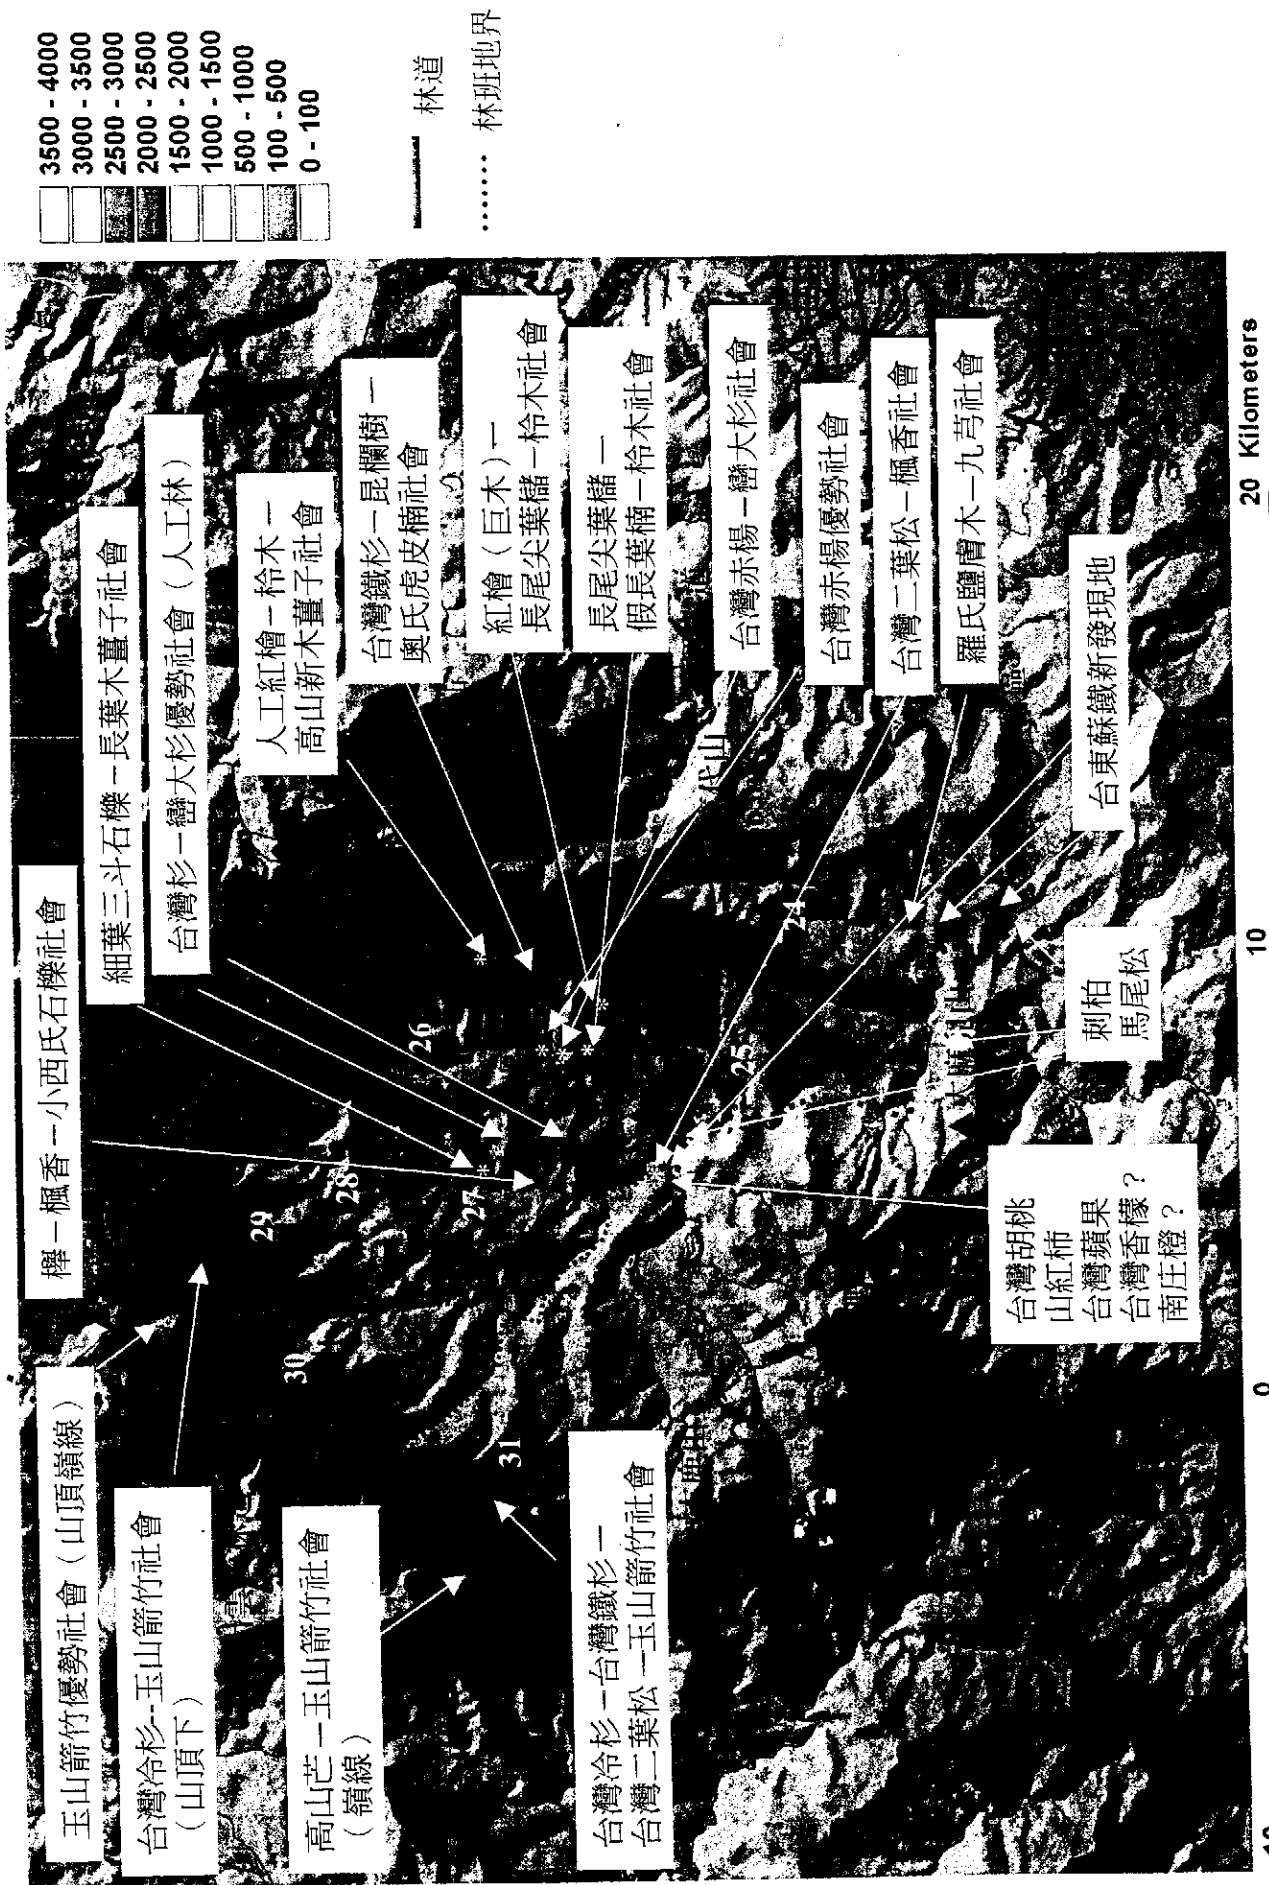 3500 - 4000
3000 - 3500
2500 - 3000
2000 - 2500
1500 - 2000
1000 - 1500
500 - 1000
100 - 500
0 - 100
林道
林班地界
玉山箭竹優勢社會（山頂嶺線）
台灣冷杉--玉山箭竹社會
（山頂下）
高山芒－玉山箭竹社會
（嶺線）
台灣冷杉－台灣鐵杉－
台灣二葉松－玉山箭竹社會
櫸－楓香－小西氏石櫟社會
細葉三斗石櫟－長葉木薑子社會
台灣杉－巒大杉優勢社會（人工林）
人工紅檜－柃木－
高山新木薑子社會
台灣鐵杉－昆欄樹－
奧氏虎皮楠社會
紅檜（巨木）－
長尾尖葉櫧－柃木社會
長尾尖葉櫧－
假長葉楠－柃木社會
台灣赤楊－巒大杉社會
台灣赤楊優勢社會
台灣二葉松－楓香社會
羅氏鹽膚木－九芎社會
台東蘇鐵新發現地
刺柏
馬尾松
台灣胡桃
山紅柿
台灣蘋果
台灣香檬？
南庄橙？
24
25
26
27
28
29
30
31
0
10
20 Kilometers